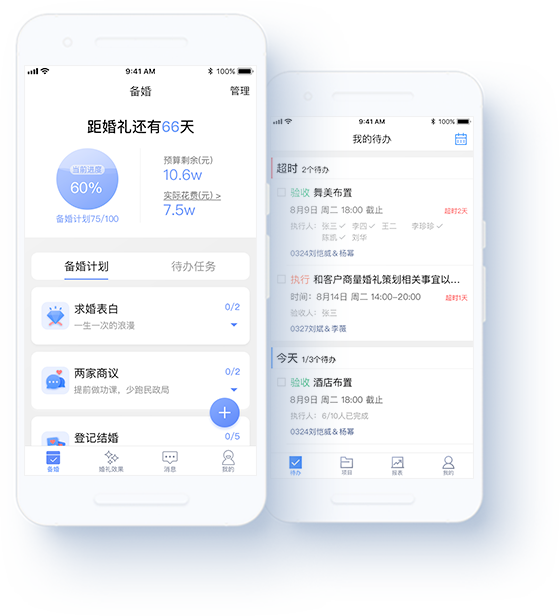 9:41 AM
100%
备婚
管理
距婚礼还有66天
当前进度
60%
备婚计划75/100
预算剩余(元)
10.6w
实际花费(元) >
7.5w
备婚计划
待办任务
求婚表白
0/2
一生一次的浪漫
两家商议
0/2
提前做功课，少跑民政局
登记结婚
0/5
备婚
婚礼效果
消息
我的
9:41 AM
100%
我的待办
超时 2个待办
验收 舞美布置
8月9日 周二 18:00 截止
超时2天
执行人： 张三 李四 王二 李珍珍
陈凯 刘华
0324刘恺威＆杨幂
执行 和客户商量婚礼策划相关事宜以...
时间：8月14日 周二 14:00-20:00
超时1天
验收人： 张三
0327刘斌＆李薇
今天 1/3个待办
验收 酒店布置
8月9日 周二 18:00 截止
执行人： 6/10人已完成
0324刘恺威＆杨幂
待办
项目
报表
我的